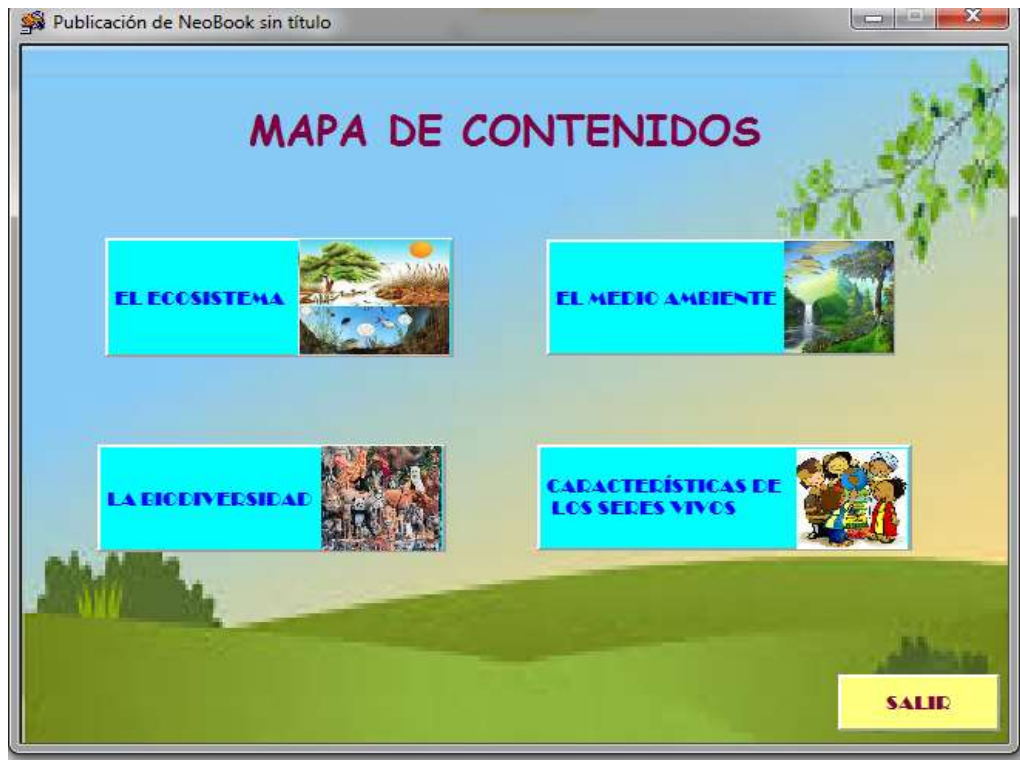 Publicación de NeoBook sin título
MAPA DE CONTENIDOS
EL ECOSISTEMA
EL MEDIO AMBIENTE
LA BIODIVERSIDAD
CARACTERÍSTICAS DE
LOS SERES VIVOS
SALIR